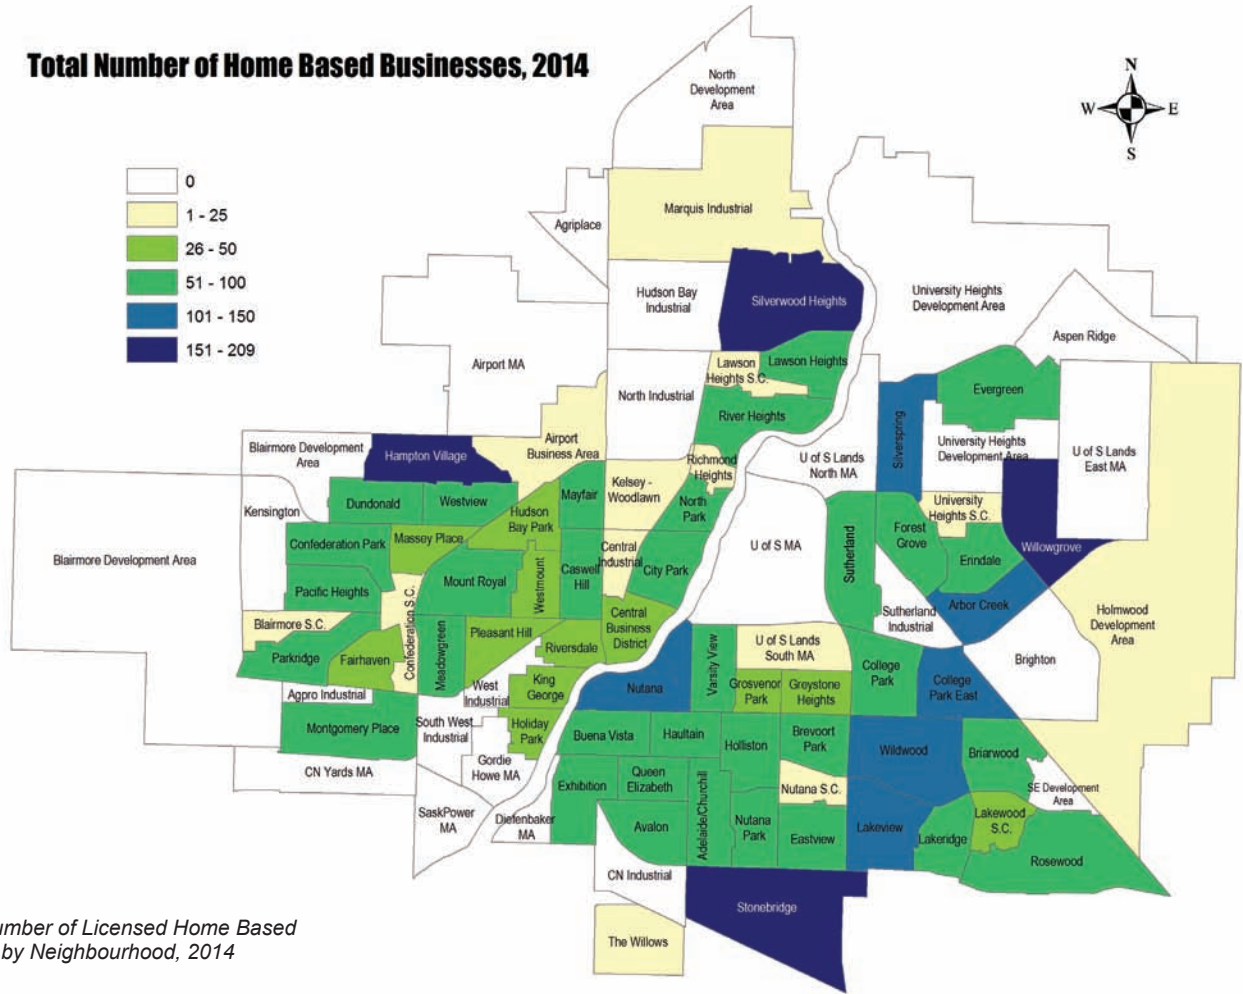 Total Number of Home Based Businesses, 2014
N
W
E
S
0
1 - 25
26 - 50
51 - 100
101 - 150
151 - 209
North
Development
Area
Marquis Industrial
Agriplace
Hudson Bay
Industrial
Silverwood Heights
University Heights
Development Area
Aspen Ridge
Airport MA
Lawson
Heights S.C.
Lawson Heights
North Industrial
River Heights
Evergreen
Silverspring
University Heights
Development Area
U of S Lands
East MA
Blairmore Development
Area
Hampton Village
Airport
Business Area
Richmond
Heights
U of S Lands
North MA
Kensington
Dundonald
Westview
Hudson
Bay Park
Mayfair
Kelsey -
Woodlawn
North
Park
University
Heights S.C.
Blairmore Development Area
Confederation Park
Massey Place
Central
Industrial
U of S MA
Sutherland
Forest
Grove
Erindale
Willowgrove
Pacific Heights
Mount Royal
Westmount
Caswell
Hill
City Park
Arbor Creek
Confederation S.C.
Blairmore S.C.
Sutherland
Industrial
Holmwood
Development
Area
Parkridge
Fairhaven
Meadowgreen
Pleasant Hill
Riversdale
Central
Business
District
U of S Lands
South MA
Varsity View
College
Park
College
Park East
Brighton
Agpro Industrial
West
Industrial
King
George
Nutana
Grosvenor
Park
Greystone
Heights
Montgomery Place
South West
Industrial
Holiday
Park
Buena Vista
Haultain
Holliston
Brevoort
Park
Wildwood
Briarwood
CN Yards MA
Gordie
Howe MA
Exhibition
Queen
Elizabeth
Adelaide/Churchill
Nutana S.C.
SE Development
Area
SaskPower
MA
Diefenbaker
MA
Avalon
Nutana
Park
Eastview
Lakeview
Lakeridge
Lakewood
S.C.
Rosewood
CN Industrial
Stonebridge
The Willows
umber of Licensed Home Based
by Neighbourhood, 2014